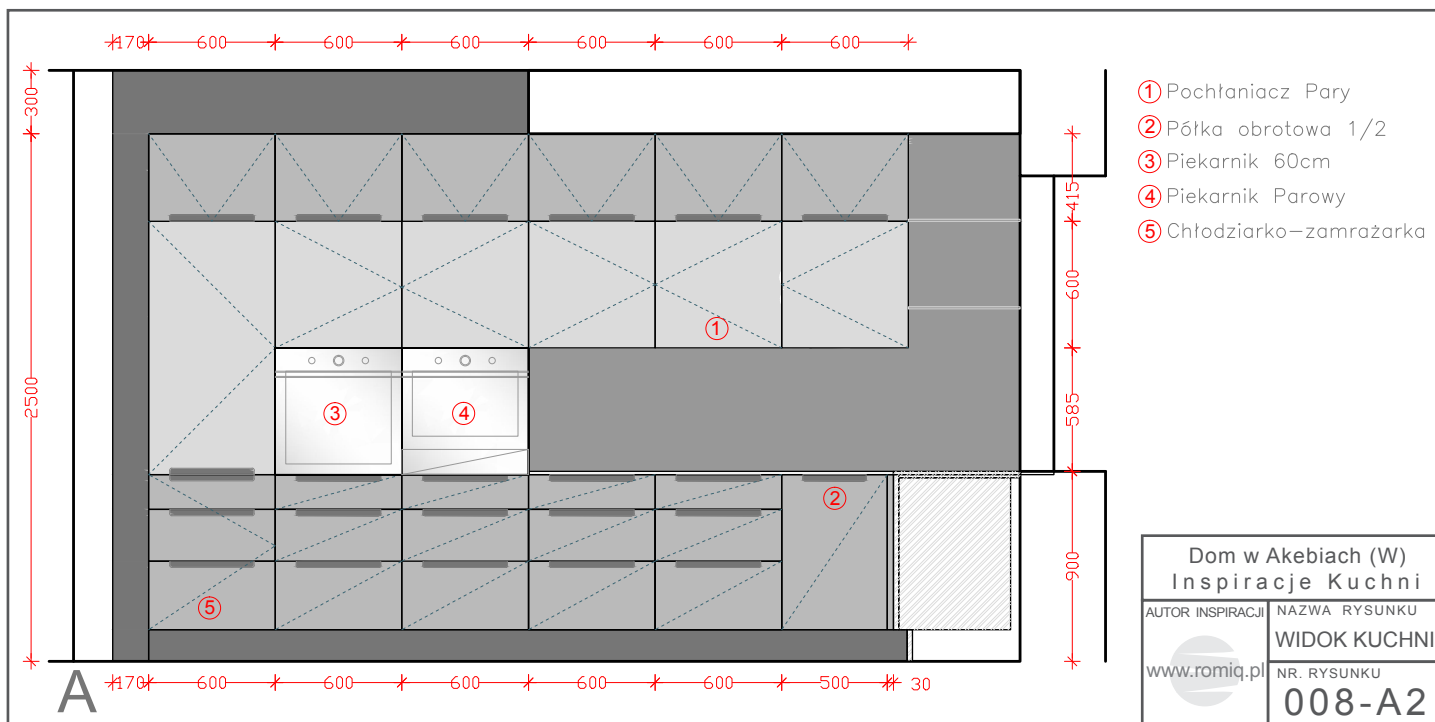 170 600 600 600 600 600 600
300
2500
415
600
585
900
① Pochłaniacz Pary
② Półka obrotowa 1/2
③ Piekarnik 60cm
④ Piekarnik Parowy
⑤ Chłodziarko-zamrażarka
1
3
4
2
5
170 600 600 600 600 600 500 30
A
Dom w Akebiach (W)
Inspiracje Kuchni
AUTOR INSPIRACJI
www.romiq.pl
NAZWA RYSUNKU
WIDOK KUCHNI
NR. RYSUNKU
008-A2